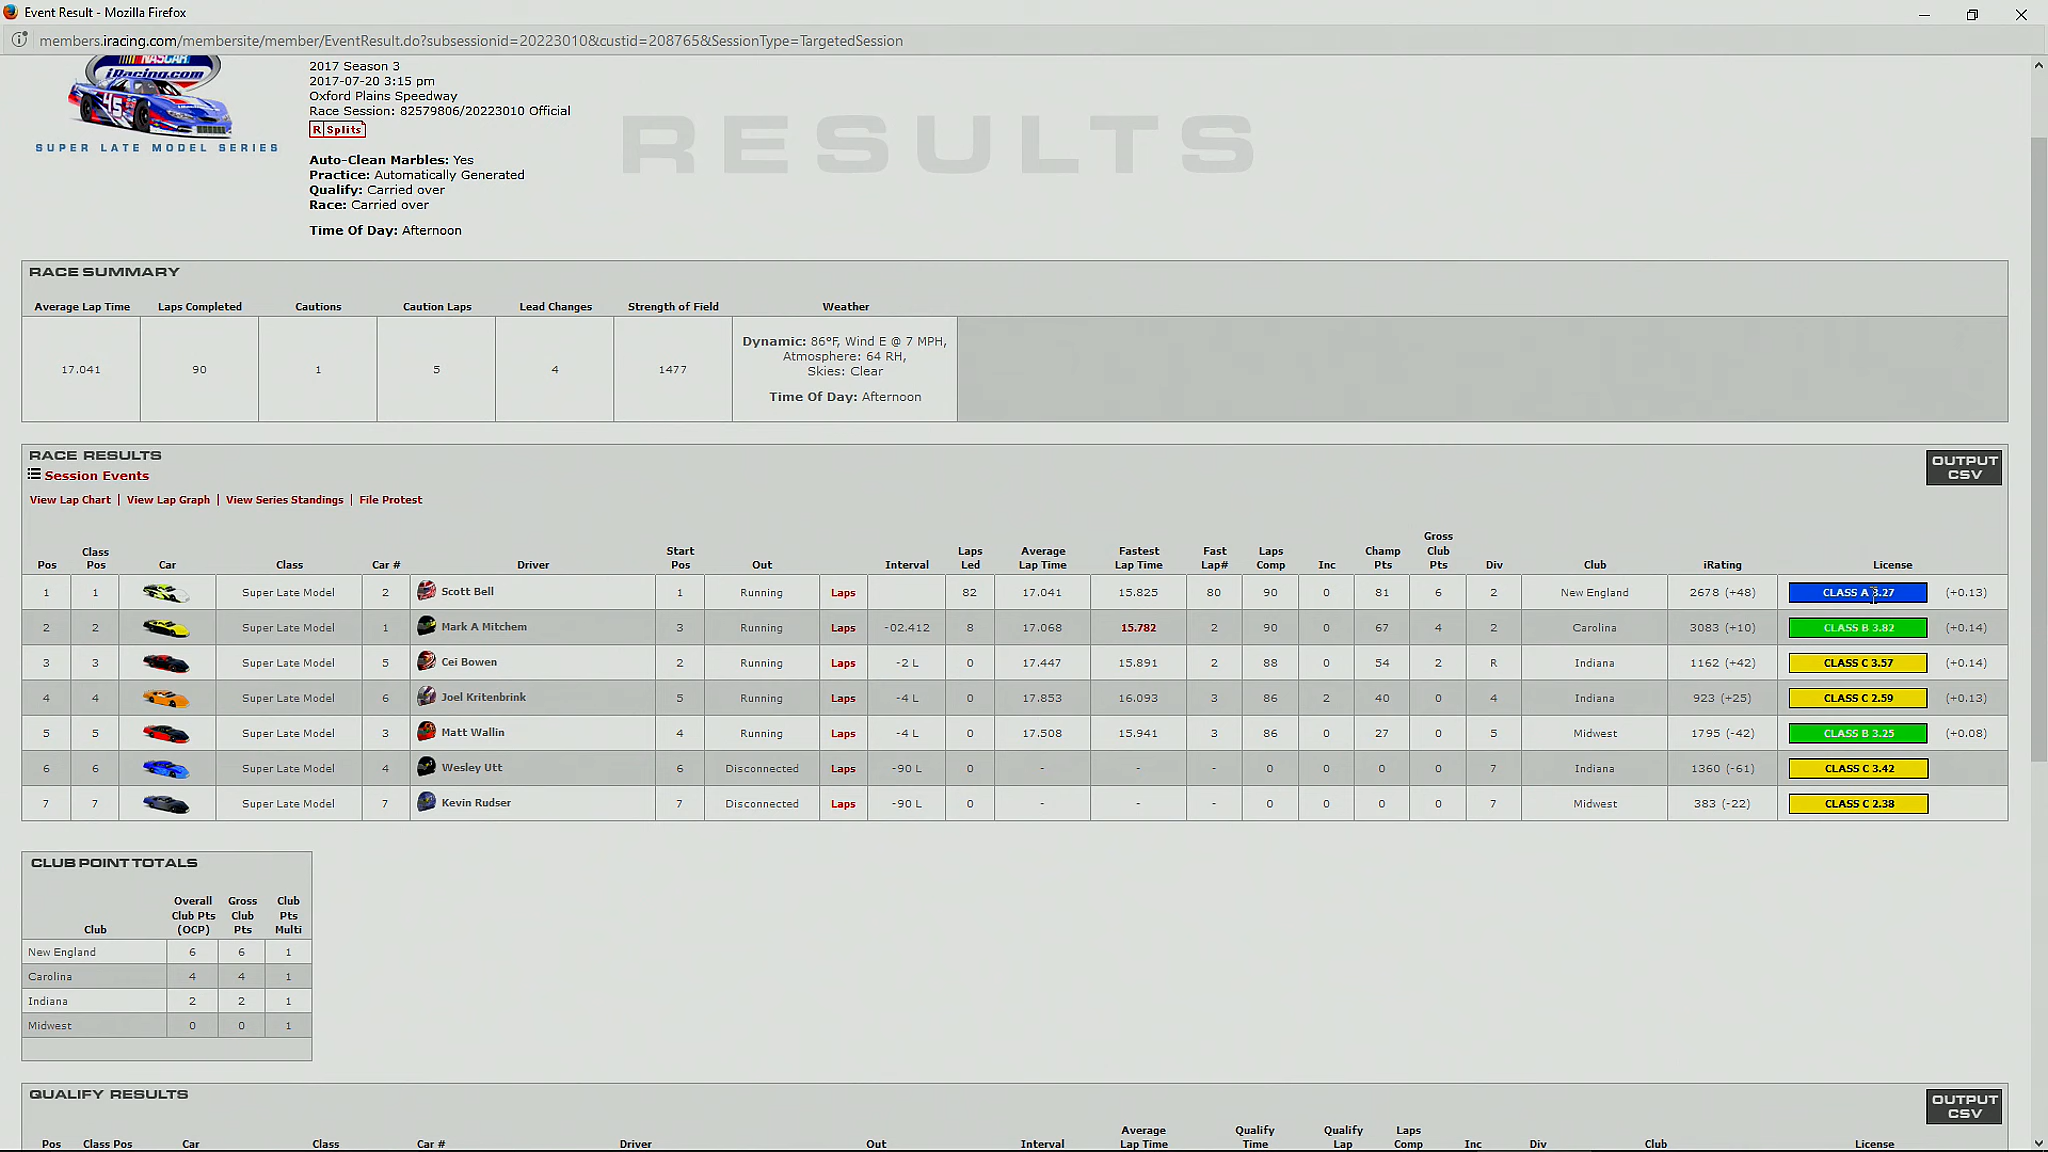 Event Result - Mozilla Firefox
members.iracing.com/membersite/member/EventResult.do?subsessionid=20223010&custid=208765&SessionType=TargetedSession
NASCAR
iRacing.com
45
SUPER LATE MODEL SERIES
2017 Season 3
2017-07-20 3:15 pm
Oxford Plains Speedway
Race Session: 82579806/20223010 Official
R Splits
Auto-Clean Marbles: Yes
Practice: Automatically Generated
Qualify: Carried over
Race: Carried over
Time Of Day: Afternoon
RESULTS
RACE SUMMARY
Average Lap Time Laps Completed Cautions Caution Laps Lead Changes Strength of Field Weather
17.041 90 1 5 4 1477
Dynamic: 86°F, Wind E @ 7 MPH,
Atmosphere: 64 RH,
Skies: Clear
Time Of Day: Afternoon
RACE RESULTS
Session Events
OUTPUT CSV
View Lap Chart | View Lap Graph | View Series Standings | File Protest
Pos Class Pos Car Class Car # Driver Start Pos Out Interval Laps Led Average Lap Time Fastest Lap Time Fast Lap# Laps Comp Inc Champ Pts Gross Club Pts Div Club iRating License
1 1 Super Late Model 2 Scott Bell 1 Running Laps 82 17.041 15.825 80 90 0 81 6 2 New England 2678 (+48) CLASS A 3.27 (+0.13)
2 2 Super Late Model 1 Mark A Mitchem 3 Running Laps -02.412 8 17.068 15.782 2 90 0 67 4 2 Carolina 3083 (+10) CLASS B 3.82 (+0.14)
3 3 Super Late Model 5 Cei Bowen 2 Running Laps -2 L 0 17.447 15.891 2 88 0 54 2 R Indiana 1162 (+42) CLASS C 3.57 (+0.14)
4 4 Super Late Model 6 Joel Kritenbrink 5 Running Laps -4 L 0 17.853 16.093 3 86 2 40 0 4 Indiana 923 (+25) CLASS C 2.59 (+0.13)
5 5 Super Late Model 3 Matt Wallin 4 Running Laps -4 L 0 17.508 15.941 3 86 0 27 0 5 Midwest 1795 (-42) CLASS B 3.25 (+0.08)
6 6 Super Late Model 4 Wesley Utt 6 Disconnected Laps -90 L 0 - - - 0 0 0 0 7 Indiana 1360 (-61) CLASS C 3.42
7 7 Super Late Model 7 Kevin Rudser 7 Disconnected Laps -90 L 0 - - - 0 0 0 0 7 Midwest 383 (-22) CLASS C 2.38
CLUB POINT TOTALS
Club Overall Club Pts (OCP) Gross Club Pts Club Pts Multi
New England 6 6 1
Carolina 4 4 1
Indiana 2 2 1
Midwest 0 0 1
QUALIFY RESULTS
OUTPUT CSV
Pos Class Pos Car Class Car # Driver Out Interval Average Lap Time Qualify Time Qualify Lap Laps Comp Inc Div Club License